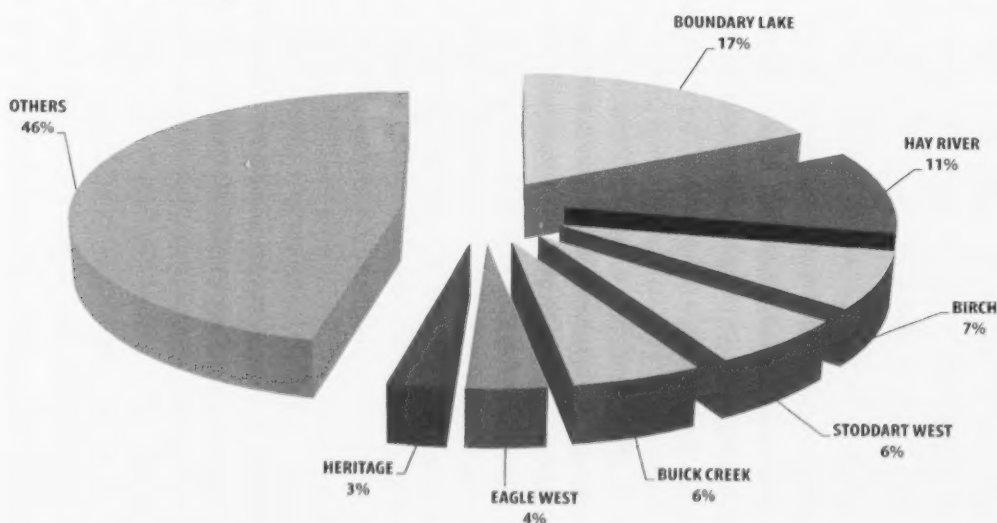 BOUNDARY LAKE
17%
OTHERS
46%
HAY RIVER
11%
BIRCH
7%
STODDART WEST
6%
BUICK CREEK
6%
EAGLE WEST
4%
HERITAGE
3%